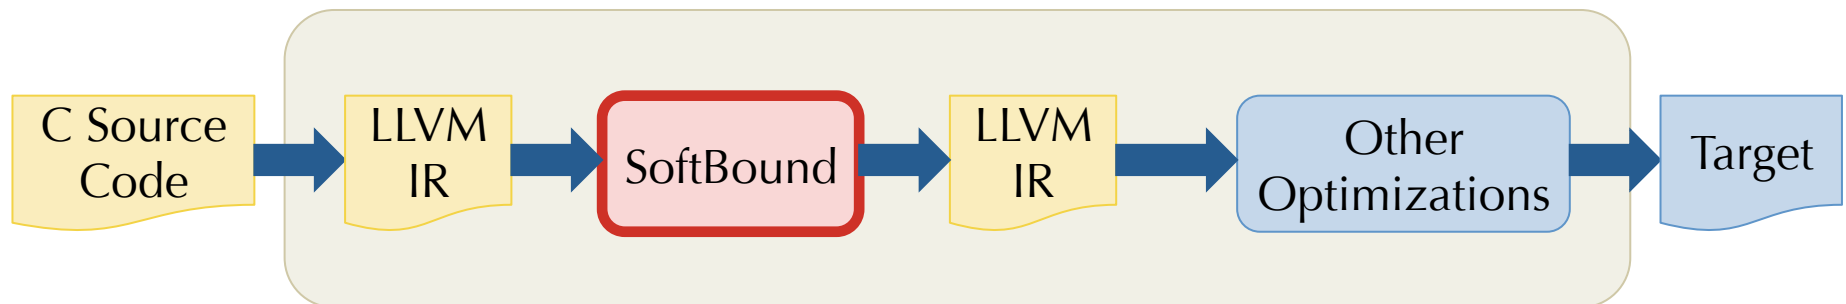 C Source
Code
LLVM
IR
SoftBound
LLVM
IR
Other
Optimizations
Target